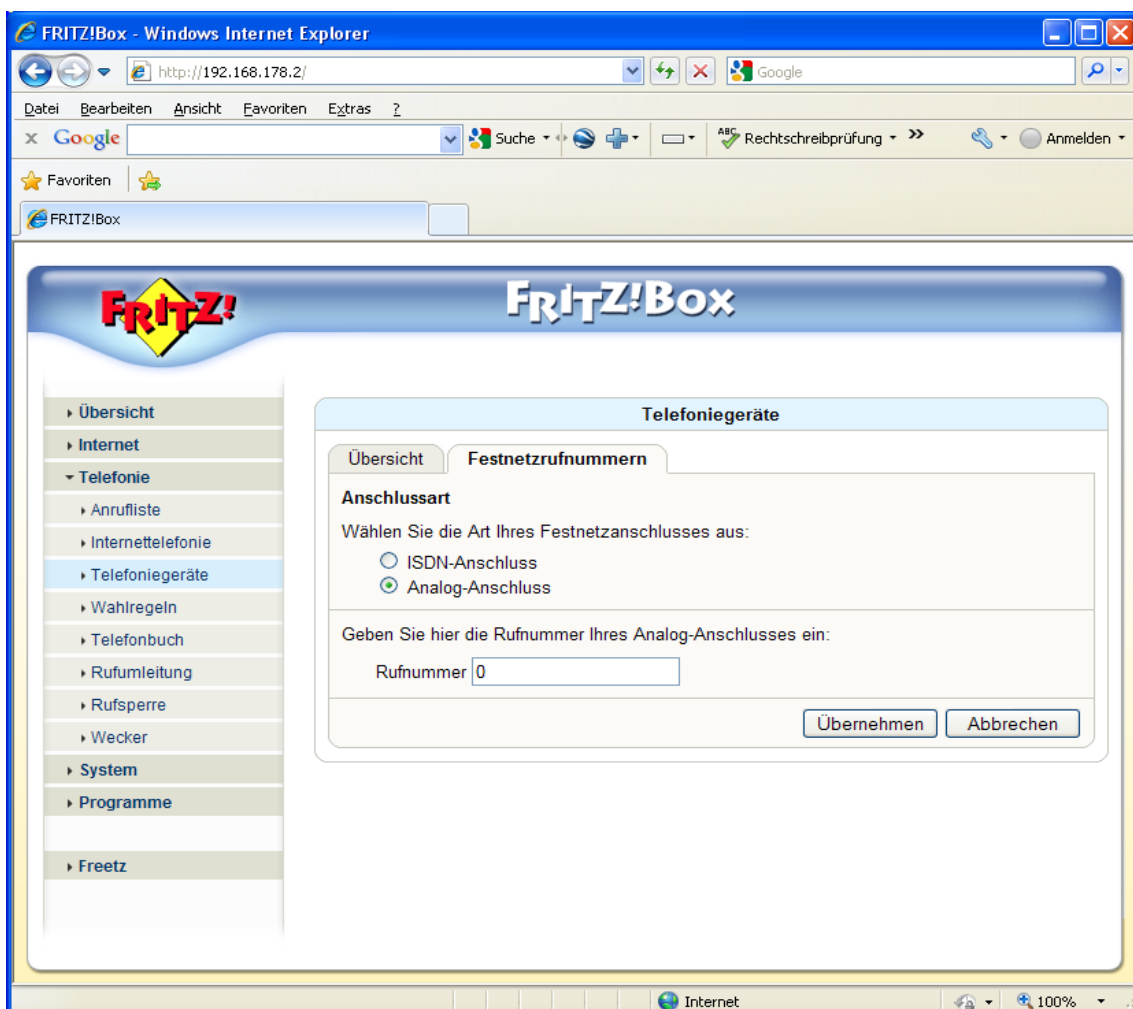 FRITZ!Box - Windows Internet Explorer
http://192.168.178.2/
Google
Datei Bearbeiten Ansicht Favoriten Extras ?
x Google Suche ABC Rechtschreibprüfung » Anmelden
Favoriten
FRITZ!Box
FRITZ!
FRITZ!Box
Übersicht
Internet
Telefonie
Anrufliste
Internettelefonie
Telefoniegeräte
Wahlregeln
Telefonbuch
Rufumleitung
Rufsperre
Wecker
System
Programme
Freetz
Telefoniegeräte
Übersicht Festnetzrufnummern
Anschlussart
Wählen Sie die Art Ihres Festnetzanschlusses aus:
ISDN-Anschluss
Analog-Anschluss
Geben Sie hier die Rufnummer Ihres Analog-Anschlusses ein:
Rufnummer 0
Übernehmen Abbrechen
Internet 100%